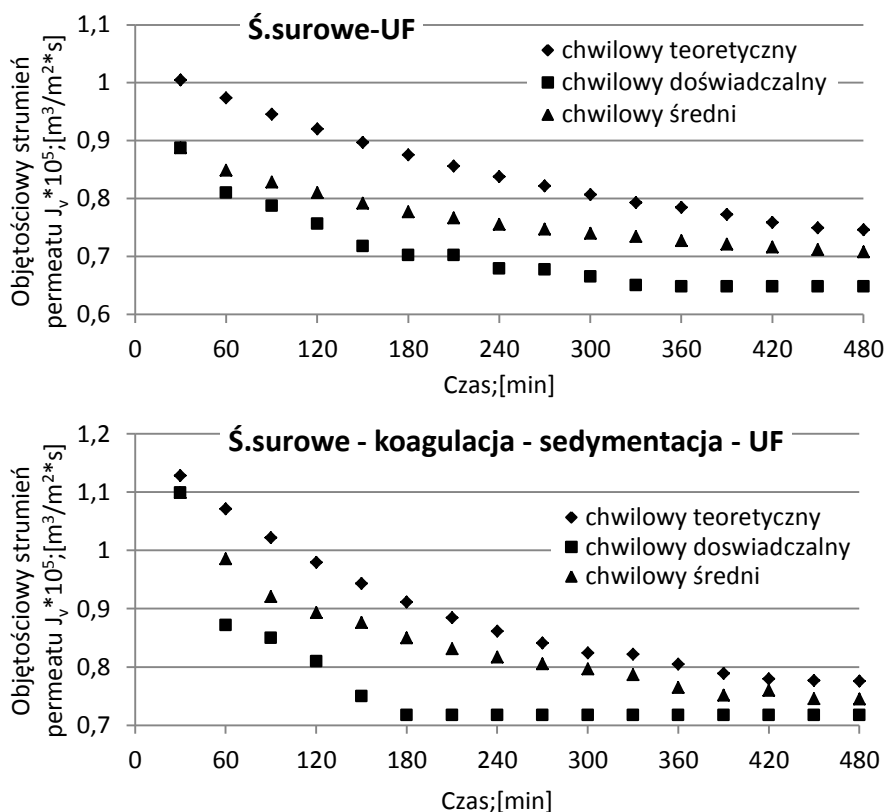 Ś.surowe-UF
Objętościowy strumień
permeatu Jv*10⁵;[m³/m²*s]
1,1
1
0,9
0,8
0,7
0,6
chwilowy teoretyczny
chwilowy doświadczalny
chwilowy średni
0 60 120 180 240 300 360 420 480
Czas;[min]
Ś.surowe - koagulacja - sedymentacja - UF
Objętościowy strumień
permeatu Jv*10⁵;[m³/m²*s]
1,2
1,1
1
0,9
0,8
0,7
chwilowy teoretyczny
chwilowy doswiadczalny
chwilowy średni
0 60 120 180 240 300 360 420 480
Czas;[min]